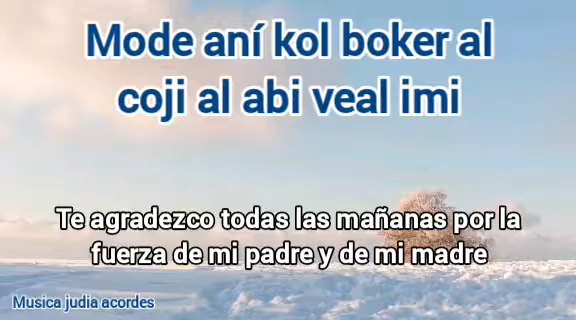 Mode aní kol boker al
coji al abi veal imi
Te agradezco todas las mañanas por la
fuerza de mi padre y de mi madre
Musica judia acordes